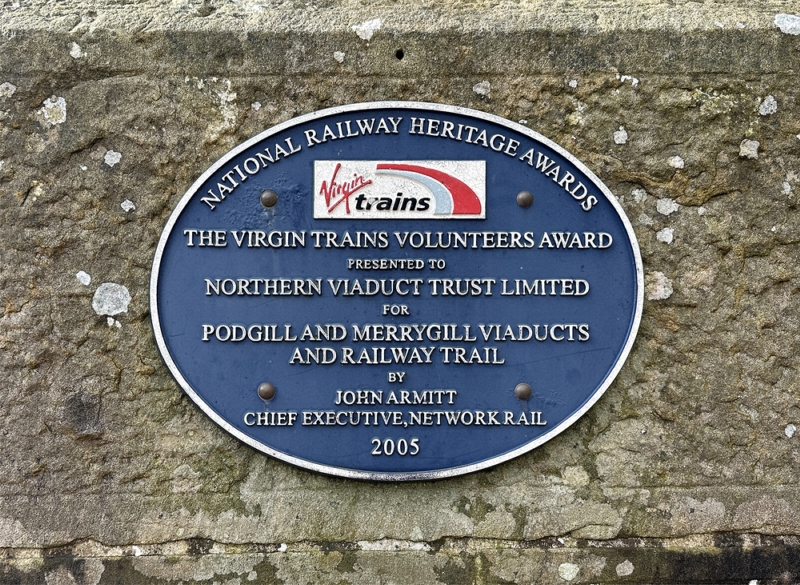 NATIONAL RAILWAY HERITAGE AWARDS
Virgin
trains
THE VIRGIN TRAINS VOLUNTEERS AWARD
PRESENTED TO
NORTHERN VIADUCT TRUST LIMITED
FOR
PODGILL AND MERRYGILL VIADUCTS
AND RAILWAY TRAIL
BY
JOHN ARMITT
CHIEF EXECUTIVE, NETWORK RAIL
2005